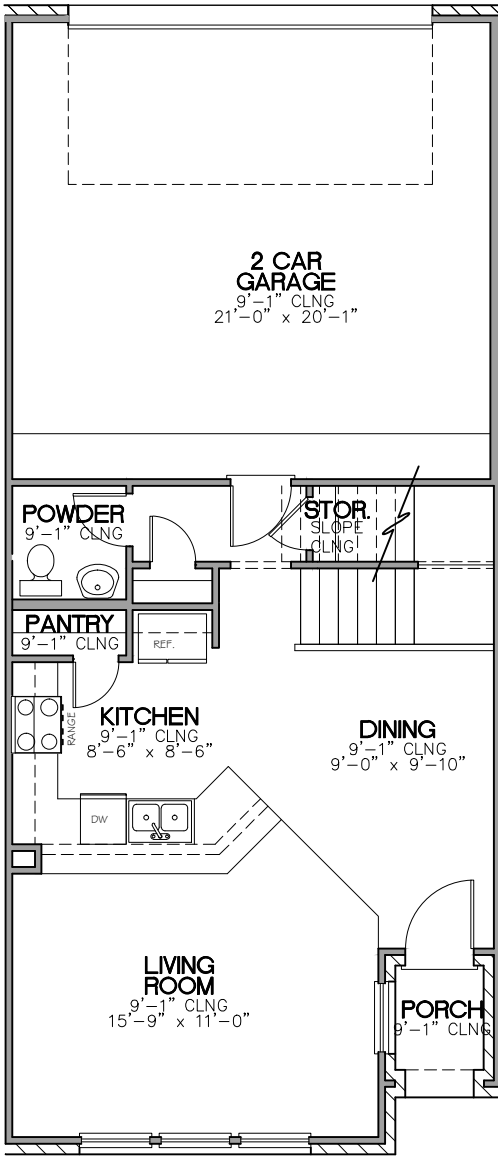 2 CAR
GARAGE
9'-1" CLNG
21'-0" x 20'-1"
POWDER
9'-1" CLNG
STOR.
SLOPE
CLNG
PANTRY
9'-1" CLNG
REF.
RANGE
KITCHEN
9'-1" CLNG
8'-6" x 8'-6"
DINING
9'-1" CLNG
9'-0" x 9'-10"
DW
LIVING
ROOM
9'-1" CLNG
15'-9" x 11'-0"
PORCH
9'-1" CLNG